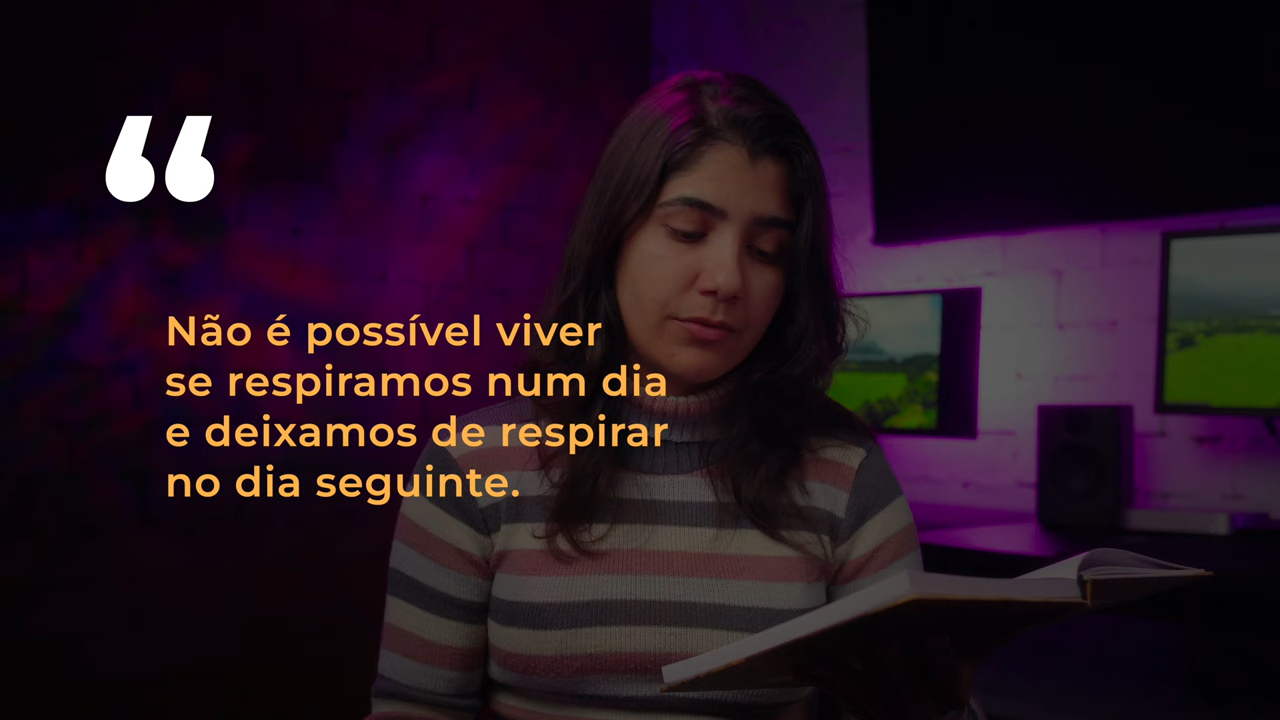 “
Não é possível viver
se respiramos num dia
e deixamos de respirar
no dia seguinte.